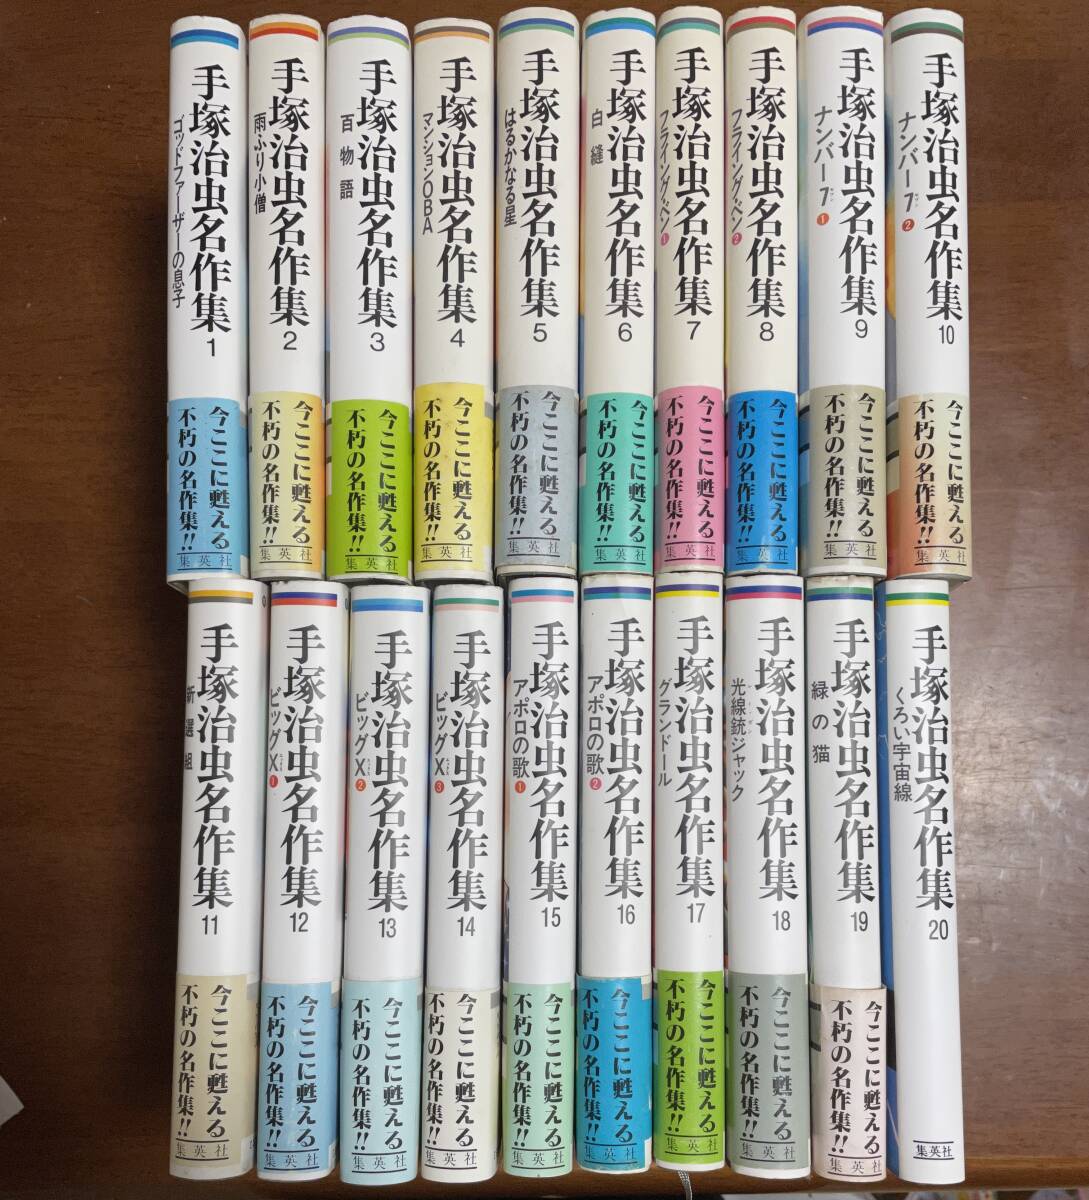 手塚治虫名作集
ゴッドファーザーの息子
1
今ここに甦える
不朽の名作集!!
集英社
手塚治虫名作集
雨ふり小僧
2
今ここに甦える
不朽の名作集!!
集英社
手塚治虫名作集
百物語
3
今ここに甦える
不朽の名作集!!
集英社
手塚治虫名作集
マンションOBA
4
今ここに甦える
不朽の名作集!!
集英社
手塚治虫名作集
はるかなる星
5
今ここに甦える
不朽の名作集!!
集英社
手塚治虫名作集
白縫
6
今ここに甦える
不朽の名作集!!
集英社
手塚治虫名作集
フライング・ベン1
7
今ここに甦える
不朽の名作集!!
集英社
手塚治虫名作集
フライング・ベン2
8
今ここに甦える
不朽の名作集!!
集英社
手塚治虫名作集
ナンバー7 1
9
今ここに甦える
不朽の名作集!!
集英社
手塚治虫名作集
ナンバー7 2
10
今ここに甦える
不朽の名作集!!
集英社
手塚治虫名作集
新選組
11
今ここに甦える
不朽の名作集!!
集英社
手塚治虫名作集
ビッグX 1
12
今ここに甦える
不朽の名作集!!
集英社
手塚治虫名作集
ビッグX 2
13
今ここに甦える
不朽の名作集!!
集英社
手塚治虫名作集
ビッグX 3
14
今ここに甦える
不朽の名作集!!
集英社
手塚治虫名作集
アポロの歌1
15
今ここに甦える
不朽の名作集!!
集英社
手塚治虫名作集
アポロの歌2
16
今ここに甦える
不朽の名作集!!
集英社
手塚治虫名作集
グランドール
17
今ここに甦える
不朽の名作集!!
集英社
手塚治虫名作集
光線銃ジャック
18
今ここに甦える
不朽の名作集!!
集英社
手塚治虫名作集
緑の猫
19
今ここに甦える
不朽の名作集!!
集英社
手塚治虫名作集
くろい宇宙線
20
集英社